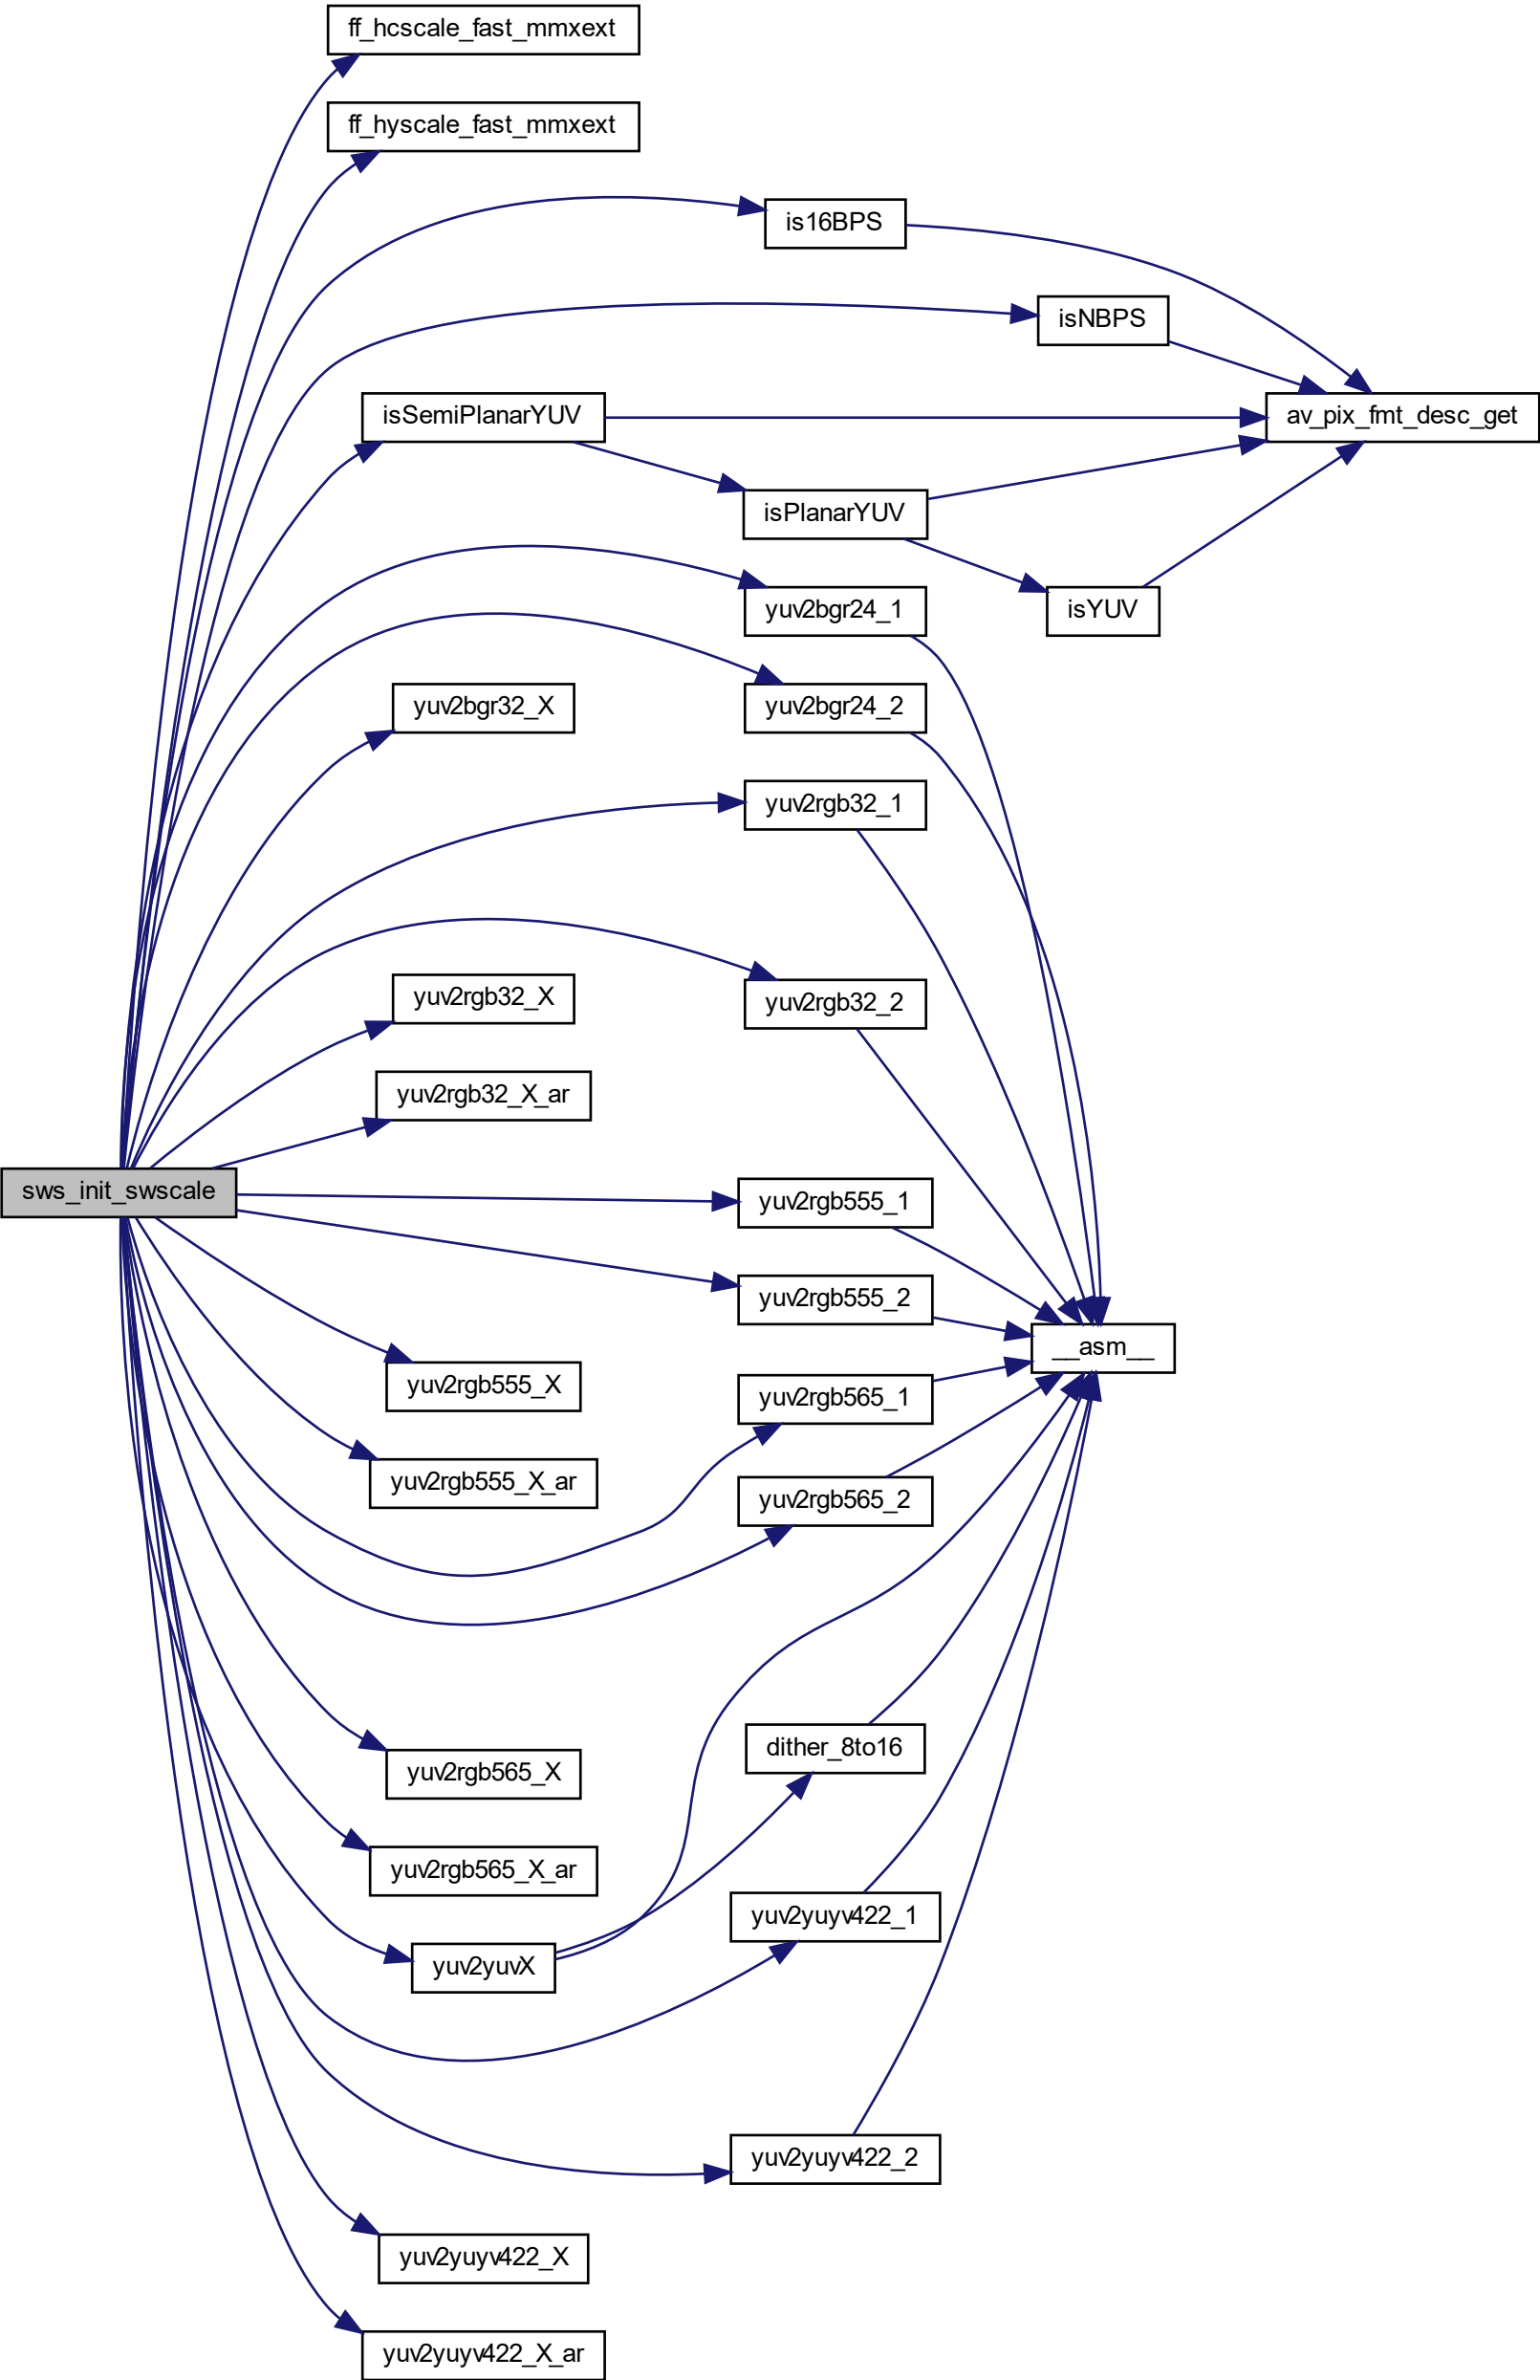 ff_hcscale_fast_mmxext
ff_hyscale_fast_mmxext
is16BPS
isNBPS
isSemiPlanarYUV
av_pix_fmt_desc_get
isPlanarYUV
yuv2bgr24_1
isYUV
yuv2bgr32_X
yuv2bgr24_2
yuv2rgb32_1
yuv2rgb32_X
yuv2rgb32_2
yuv2rgb32_X_ar
sws_init_swscale
yuv2rgb555_1
yuv2rgb555_2
__asm__
yuv2rgb555_X
yuv2rgb565_1
yuv2rgb555_X_ar
yuv2rgb565_2
dither_8to16
yuv2rgb565_X
yuv2rgb565_X_ar
yuv2yuyv422_1
yuv2yuvX
yuv2yuyv422_2
yuv2yuyv422_X
yuv2yuyv422_X_ar